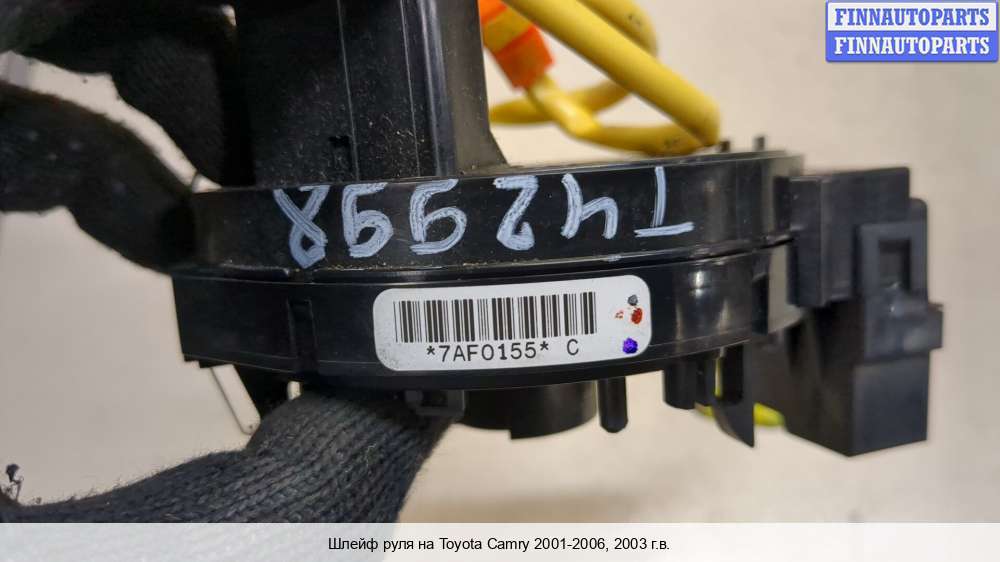 FINNAUTOPARTS
FINNAUTOPARTS
T42998
*7AF0155* C
Шлейф руля на Toyota Camry 2001-2006, 2003 г.в.